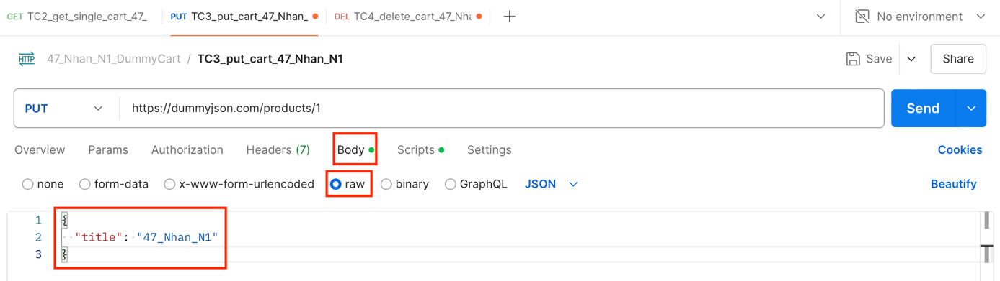 GET TC2_get_single_cart_47_ PUT TC3_put_cart_47_Nhan_ DEL TC4_delete_cart_47_Nha No environment
HTTP 47_Nhan_N1_DummyCart / TC3_put_cart_47_Nhan_N1 Save Share
PUT https://dummyjson.com/products/1 Send
Overview Params Authorization Headers (7) Body Scripts Settings Cookies
none form-data x-www-form-urlencoded raw binary GraphQL JSON Beautify
1 {
2 "title": "47_Nhan_N1"
3 }